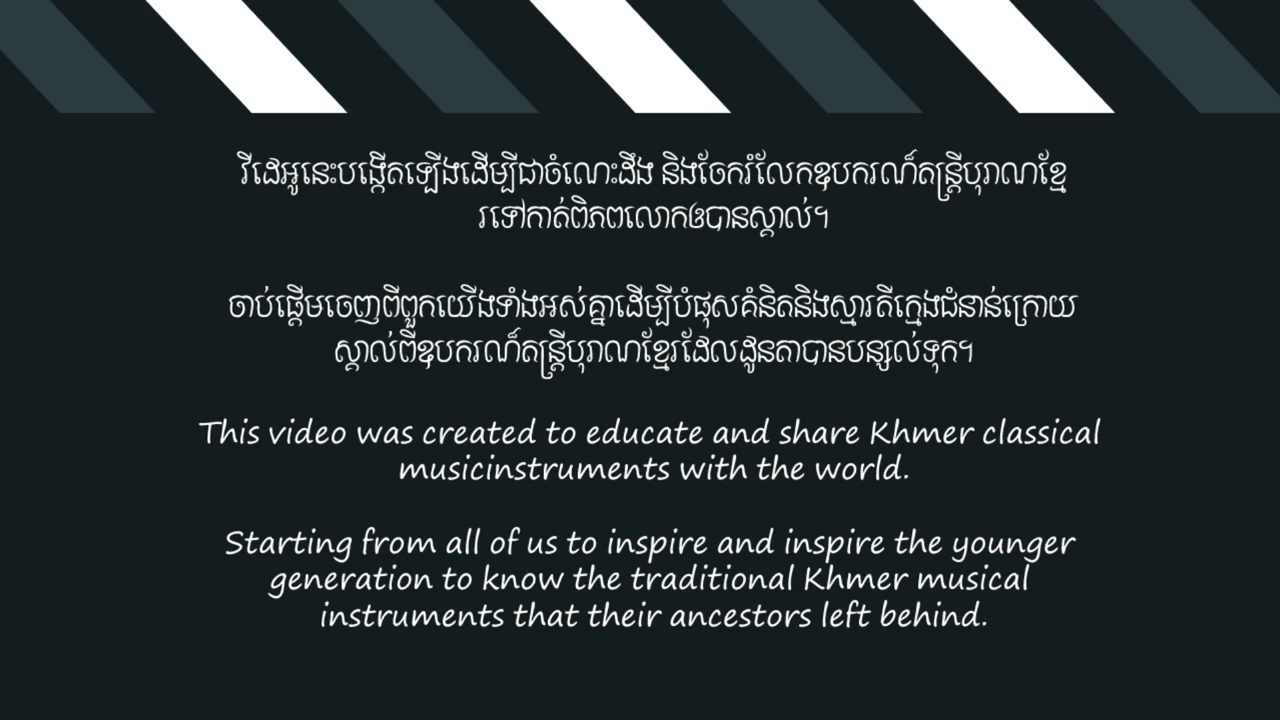 វីដេអូនេះបង្កើតឡើងដើម្បីជាចំណេះដឹង និងចែករំលែកឧបករណ៍តន្ត្រីបុរាណខ្មែ
រទៅកាត់ពិភពលោកឲបានស្គាល់។
ចាប់ផ្តើមចេញពីពួកយើងទាំងអស់គ្នាដើម្បីបំផុសគំនិតនិងស្មារតីក្មេងជំនាន់ក្រោយ
ស្គាល់ពីឧបករណ៍តន្ត្រីបុរាណខ្មែរដែលដូនតាបានបន្សល់ទុក។
This video was created to educate and share Khmer classical
musicinstruments with the world.
Starting from all of us to inspire and inspire the younger
generation to know the traditional Khmer musical
instruments that their ancestors left behind.